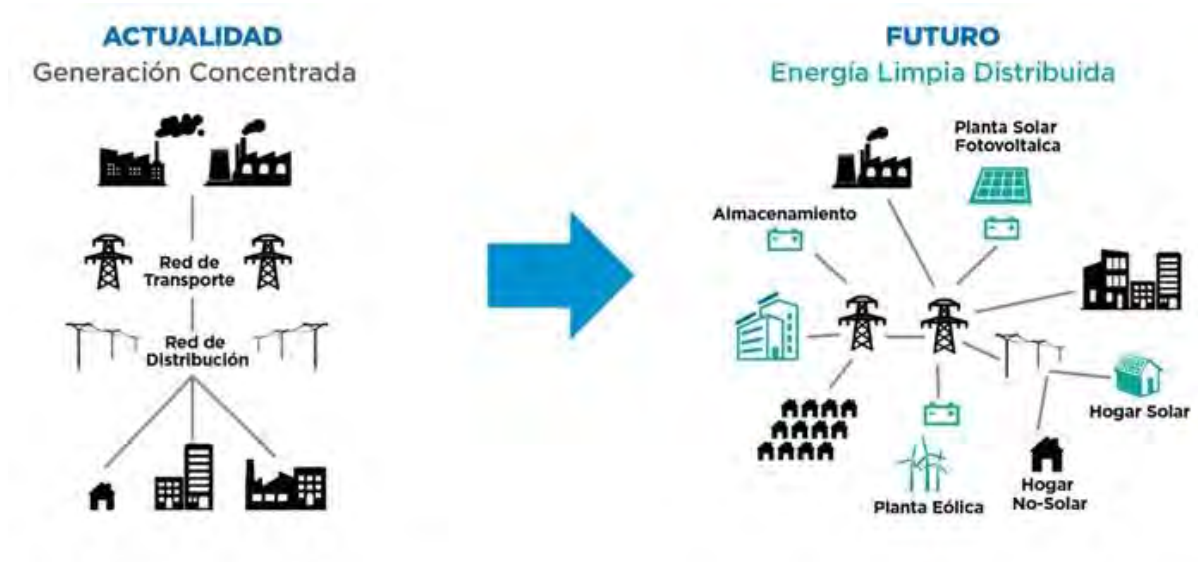 ACTUALIDAD
Generación Concentrada
Red de
Transporte
Red de
Distribución
FUTURO
Energía Limpia Distribuida
Planta Solar
Fotovoltaica
Almacenamiento
Hogar Solar
Hogar
No-Solar
Planta Eólica